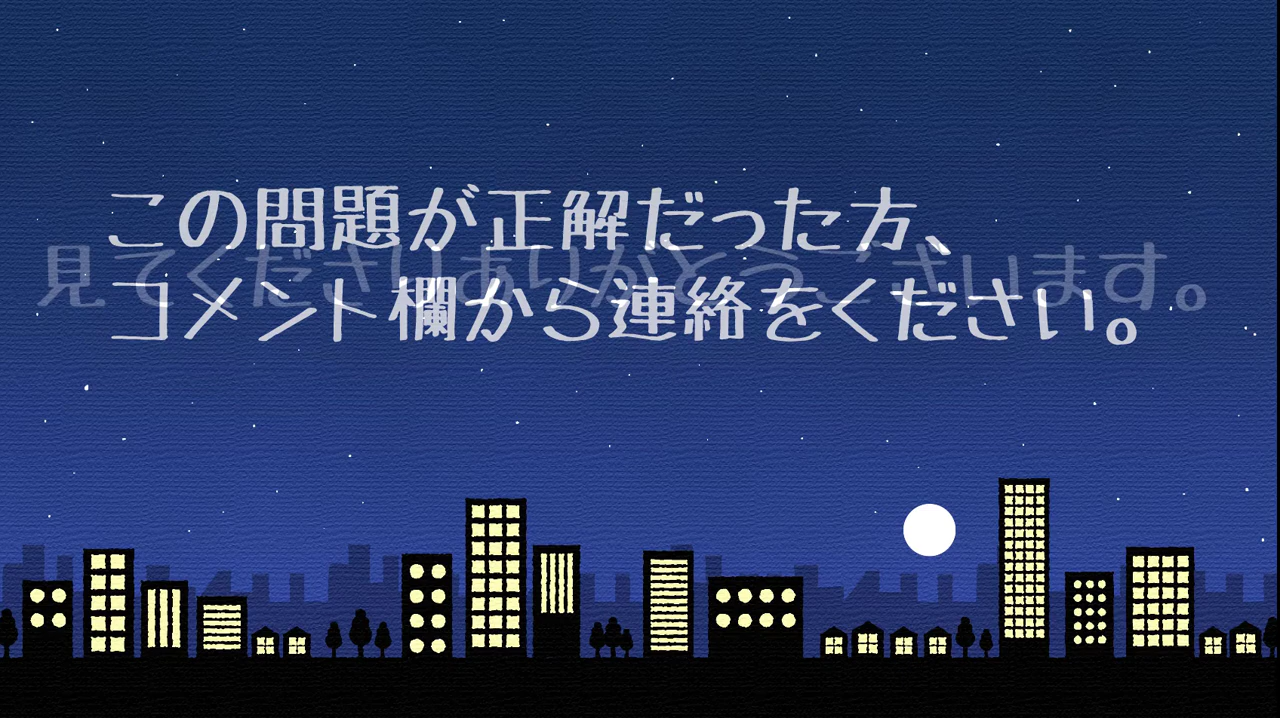 この問題が正解だった方、
見てくださりありがとうございます。
コメント欄から連絡をください。